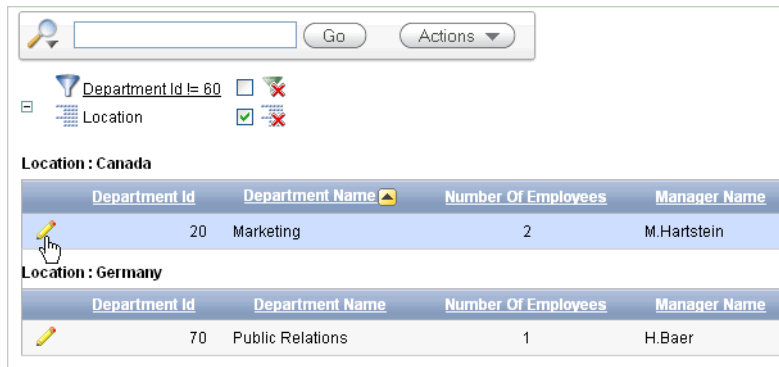 Go Actions
Department Id != 60
Location
Location : Canada
Department Id Department Name Number Of Employees Manager Name
20 Marketing 2 M.Hartstein
Location : Germany
Department Id Department Name Number Of Employees Manager Name
70 Public Relations 1 H.Baer